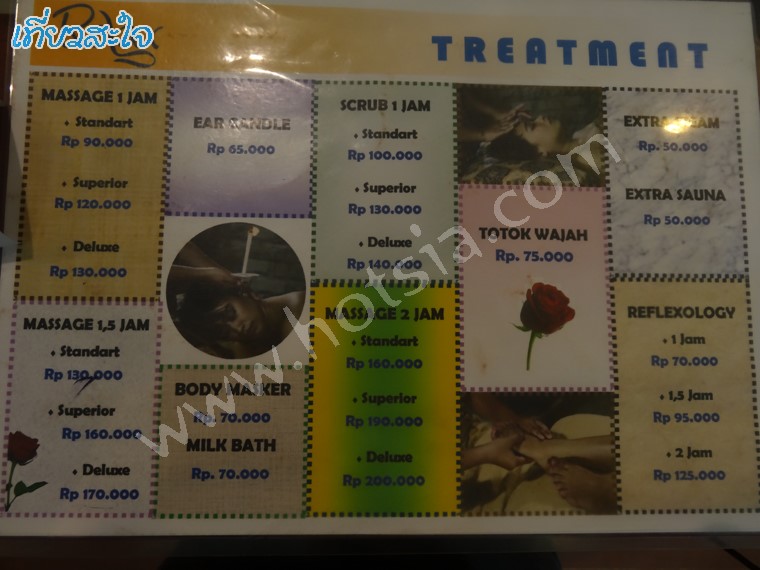 เที่ยวสะใจ
TREATMENT
MASSAGE 1 JAM
• Standart
Rp 90.000
• Superior
Rp 120.000
• Deluxe
Rp 130.000
EAR CANDLE
Rp 65.000
SCRUB 1 JAM
• Standart
Rp 100.000
• Superior
Rp 130.000
• Deluxe
Rp 140.000
EXTRA STEAM
Rp. 50.000
EXTRA SAUNA
Rp 50.000
TOTOK WAJAH
Rp. 75.000
MASSAGE 1,5 JAM
• Standart
Rp 130.000
• Superior
Rp 160.000
• Deluxe
Rp 170.000
BODY MASKER
Rp. 70.000
MILK BATH
Rp. 70.000
MASSAGE 2 JAM
• Standart
Rp 160.000
• Superior
Rp 190.000
• Deluxe
Rp 200.000
REFLEXOLOGY
• 1 Jam
Rp 70.000
• 1,5 Jam
Rp 95.000
• 2 Jam
Rp 125.000
www.hotsia.com